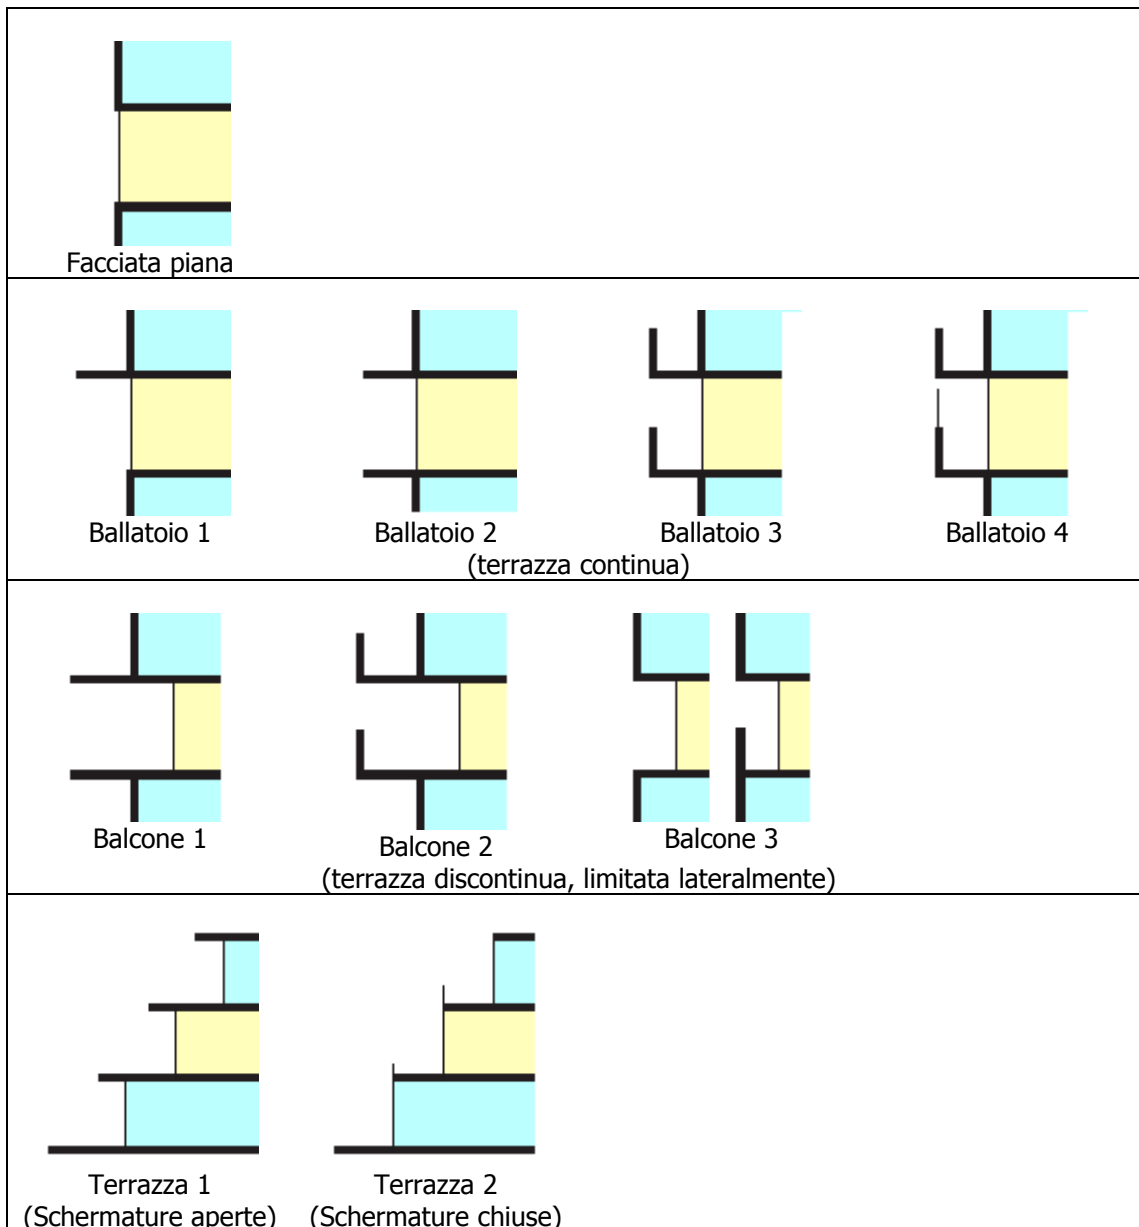 Facciata piana
Ballatoio 1 Ballatoio 2 Ballatoio 3 Ballatoio 4
(terrazza continua)
Balcone 1 Balcone 2 Balcone 3
(terrazza discontinua, limitata lateralmente)
Terrazza 1 Terrazza 2
(Schermature aperte) (Schermature chiuse)